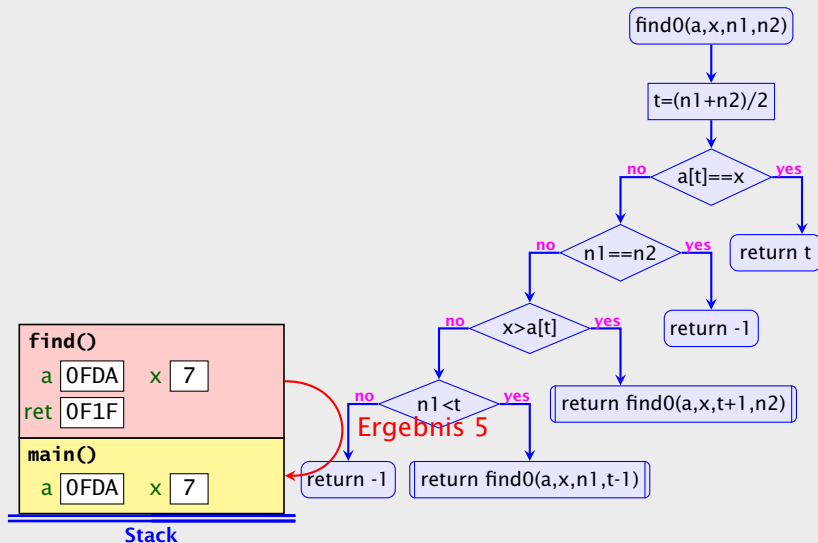 find0(a,x,n1,n2)
t=(n1+n2)/2
a[t]==x
no
yes
return t
n1==n2
no
yes
return -1
x>a[t]
no
yes
return find0(a,x,t+1,n2)
n1<t
no
yes
return -1
return find0(a,x,n1,t-1)
find()
a 0FDA x 7
ret 0F1F
Ergebnis 5
main()
a 0FDA x 7
Stack